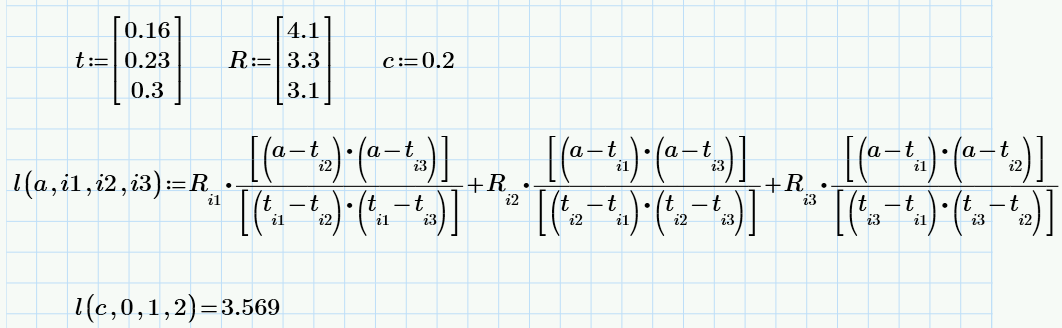 t:=[0.16 0.23 0.3] R:=[4.1 3.3 3.1] c:=0.2
l(a,i1,i2,i3):=R_i1·[(a−t_i2)·(a−t_i3)]/[(t_i1−t_i2)·(t_i1−t_i3)]+R_i2·[(a−t_i1)·(a−t_i3)]/[(t_i2−t_i1)·(t_i2−t_i3)]+R_i3·[(a−t_i1)·(a−t_i2)]/[(t_i3−t_i1)·(t_i3−t_i2)]
l(c,0,1,2)=3.569